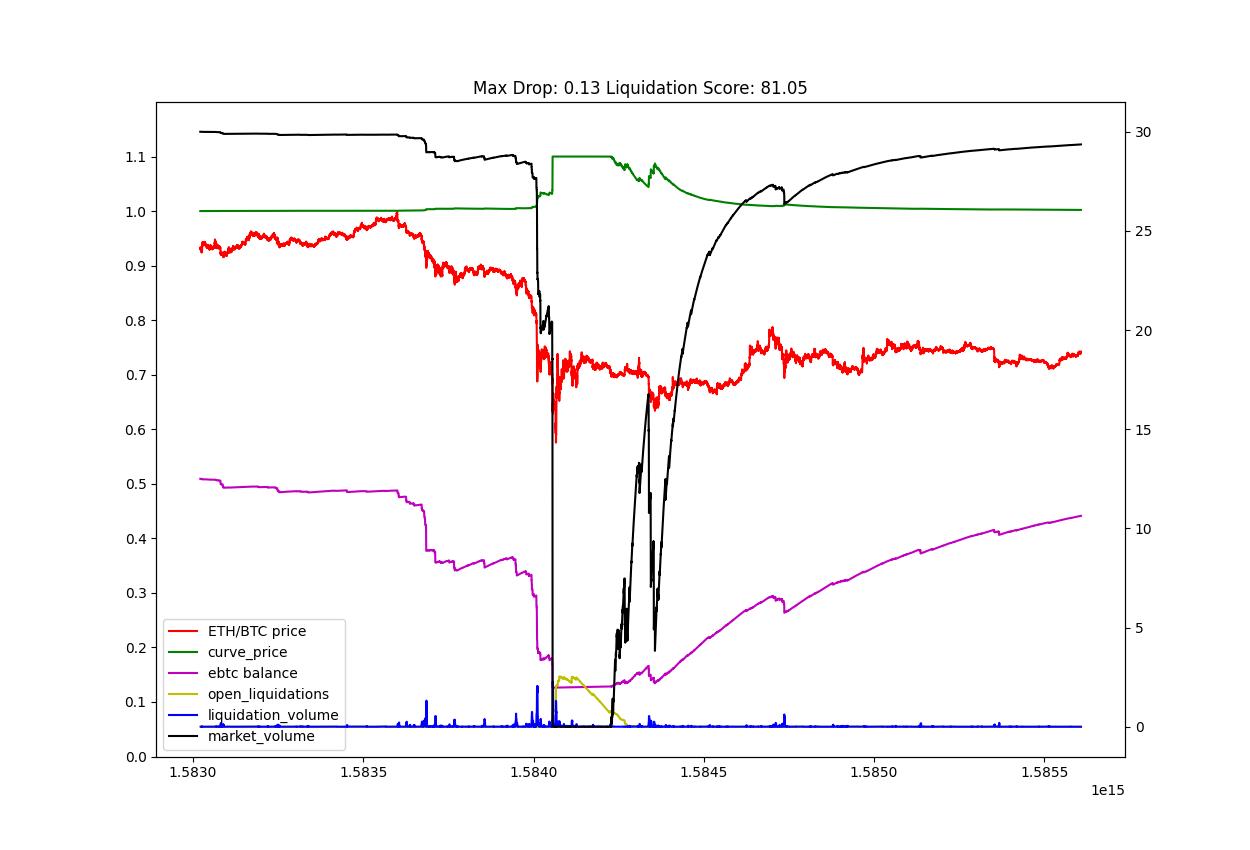 Max Drop: 0.13 Liquidation Score: 81.05
1.1
1.0
0.9
0.8
0.7
0.6
0.5
0.4
0.3
0.2
0.1
0.0
30
25
20
15
10
5
0
ETH/BTC price
curve_price
ebtc balance
open_liquidations
liquidation_volume
market_volume
1.5830 1.5835 1.5840 1.5845 1.5850 1.5855
1e15